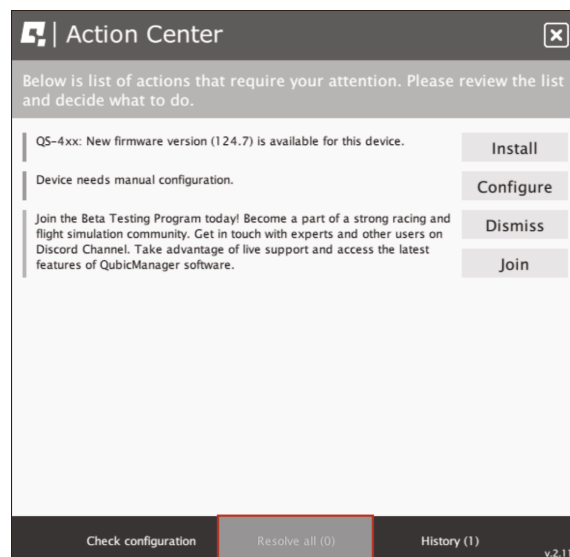 Action Center
Below is list of actions that require your attention. Please review the list
and decide what to do.
QS-4xx: New firmware version (124.7) is available for this device.
Install
Device needs manual configuration.
Configure
Join the Beta Testing Program today! Become a part of a strong racing and
flight simulation community. Get in touch with experts and other users on
Discord Channel. Take advantage of live support and access the latest
features of QubicManager software.
Dismiss
Join
Check configuration
Resolve all (0)
History (1)
v.2.11